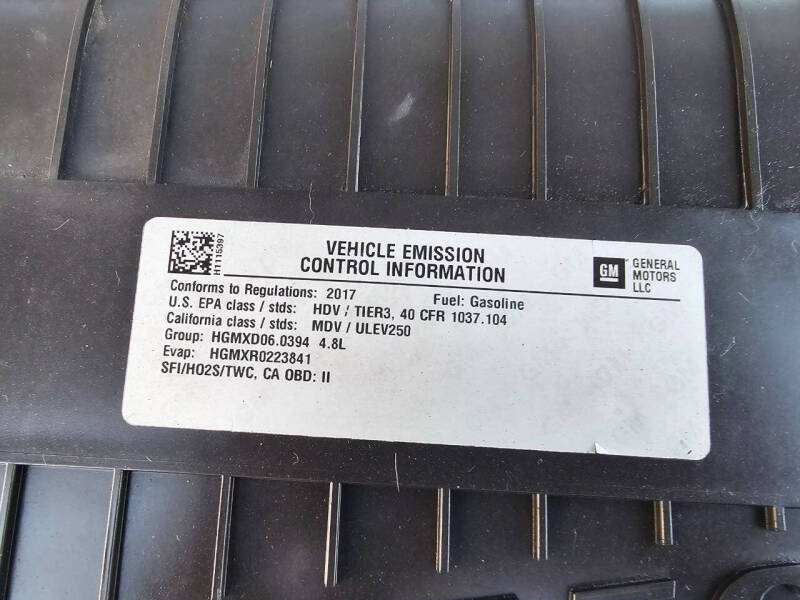 H1115397
VEHICLE EMISSION
CONTROL INFORMATION
GM
GENERAL
MOTORS
LLC
Conforms to Regulations: 2017 Fuel: Gasoline
U.S. EPA class / stds: HDV / TIER3, 40 CFR 1037.104
California class / stds: MDV / ULEV250
Group: HGMXD06.0394 4.8L
Evap: HGMXR0223841
SFI/HO2S/TWC, CA OBD: II